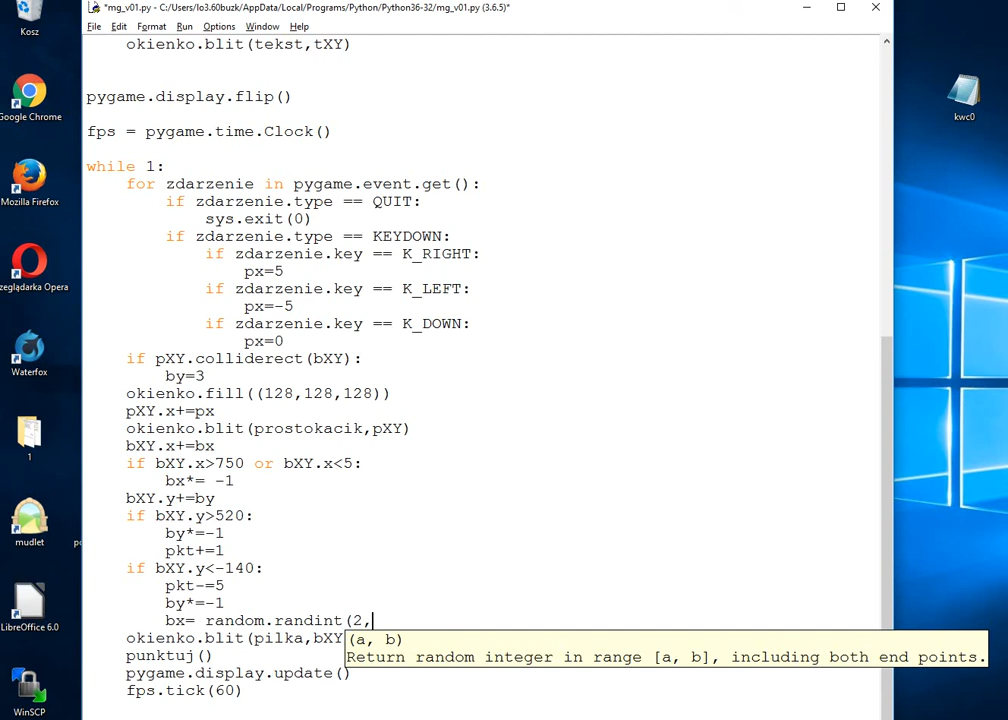 *mg_v01.py - C:/Users/lo3.60buzk/AppData/Local/Programs/Python/Python36-32/mg_v01.py (3.6.5)*
File Edit Format Run Options Window Help
Kosz
Google Chrome
Mozilla Firefox
zeglądarka Opera
Waterfox
1
mudlet
LibreOffice 6.0
WinSCP
po
kwc0
okienko.blit(tekst,tXY)
pygame.display.flip()
fps = pygame.time.Clock()
while 1:
for zdarzenie in pygame.event.get():
if zdarzenie.type == QUIT:
sys.exit(0)
if zdarzenie.type == KEYDOWN:
if zdarzenie.key == K_RIGHT:
px=5
if zdarzenie.key == K_LEFT:
px=-5
if zdarzenie.key == K_DOWN:
px=0
if pXY.colliderect(bXY):
by=3
okienko.fill((128,128,128))
pXY.x+=px
okienko.blit(prostokacik,pXY)
bXY.x+=bx
if bXY.x>750 or bXY.x<5:
bx*= -1
bXY.y+=by
if bXY.y>520:
by*=-1
pkt+=1
if bXY.y<-140:
pkt-=5
by*=-1
bx= random.randint(2,
okienko.blit(pilka,bXY
(a, b)
punktuj()
Return random integer in range [a, b], including both end points.
pygame.display.update()
fps.tick(60)